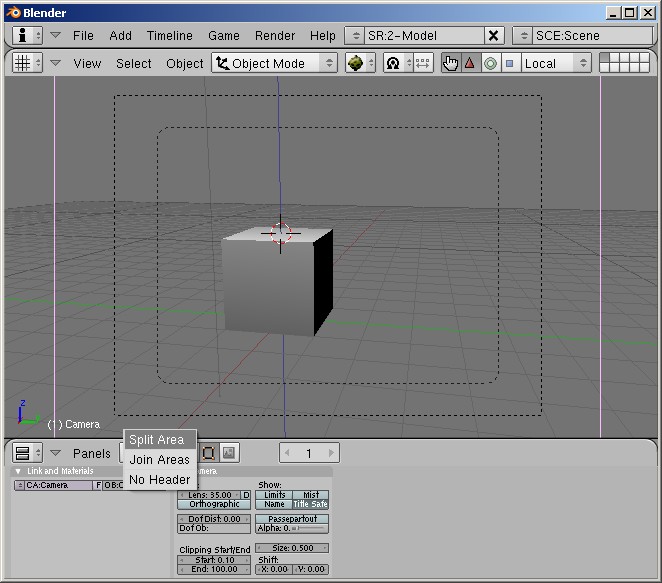 Blender
File Add Timeline Game Render Help SR:2-Model SCE:Scene
View Select Object Object Mode Local
z
(1) Camera
Split Area
Panels 1
Join Areas
Link and Materials
No Header
CA:Camera F
Lens: 35.00 D
Orthographic
Dof Dist: 0.00
Dof Ob:
Clipping Start/End
Start: 0.10
End: 100.00
Show:
Limits Mist
Name Title Safe
Passepartout
Alpha: 0.
Size: 0.500
Shift:
X: 0.00 Y: 0.00